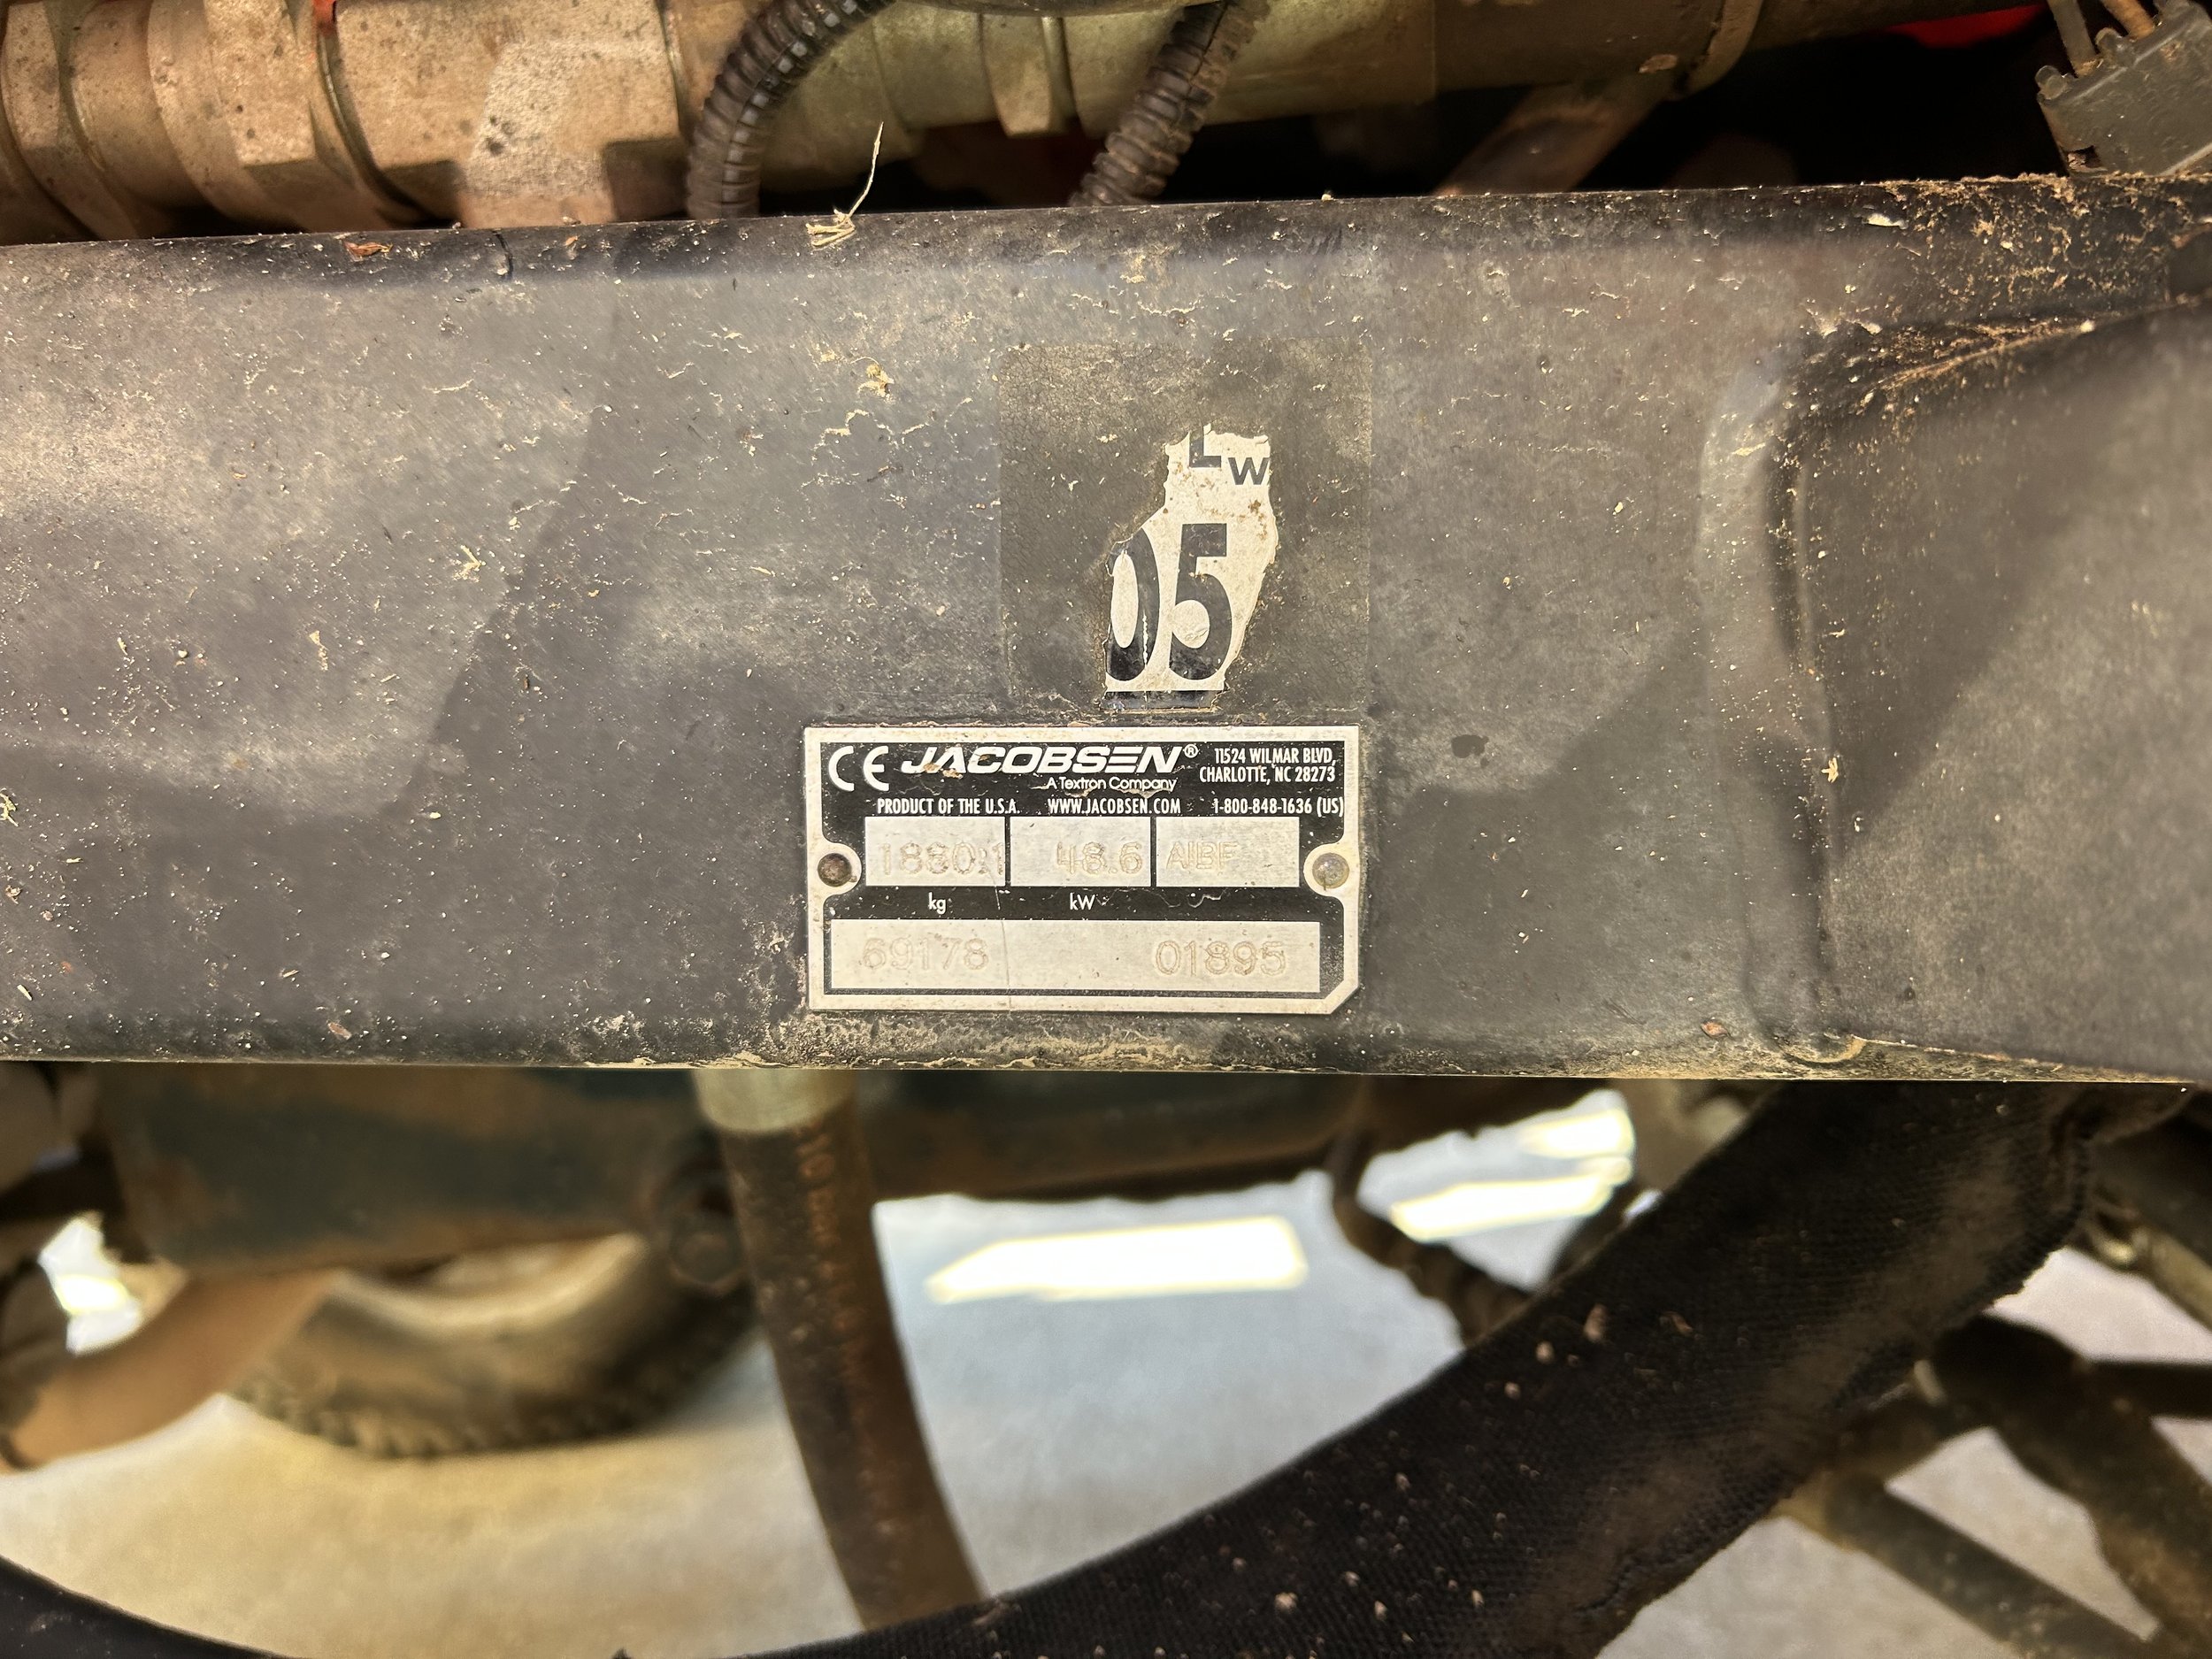 LW
05
CE JACOBSEN® 11524 WILMAR BLVD,
A Textron Company CHARLOTTE, NC 28273
PRODUCT OF THE U.S.A. WWW.JACOBSEN.COM 1-800-848-1636 (US)
48.6
kg kW
69178 01895